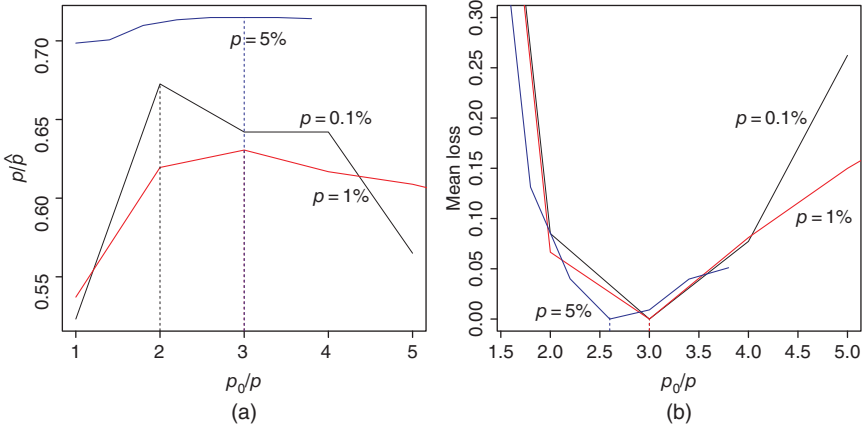 0.70
0.65
0.60
0.55
p/p̂
p = 5%
p = 0.1%
p = 1%
1 2 3 4 5
p₀/p
(a)
0.30
0.25
0.20
0.15
0.10
0.05
0.00
Mean loss
p = 0.1%
p = 1%
p = 5%
1.5 2.0 2.5 3.0 3.5 4.0 4.5 5.0
p₀/p
(b)